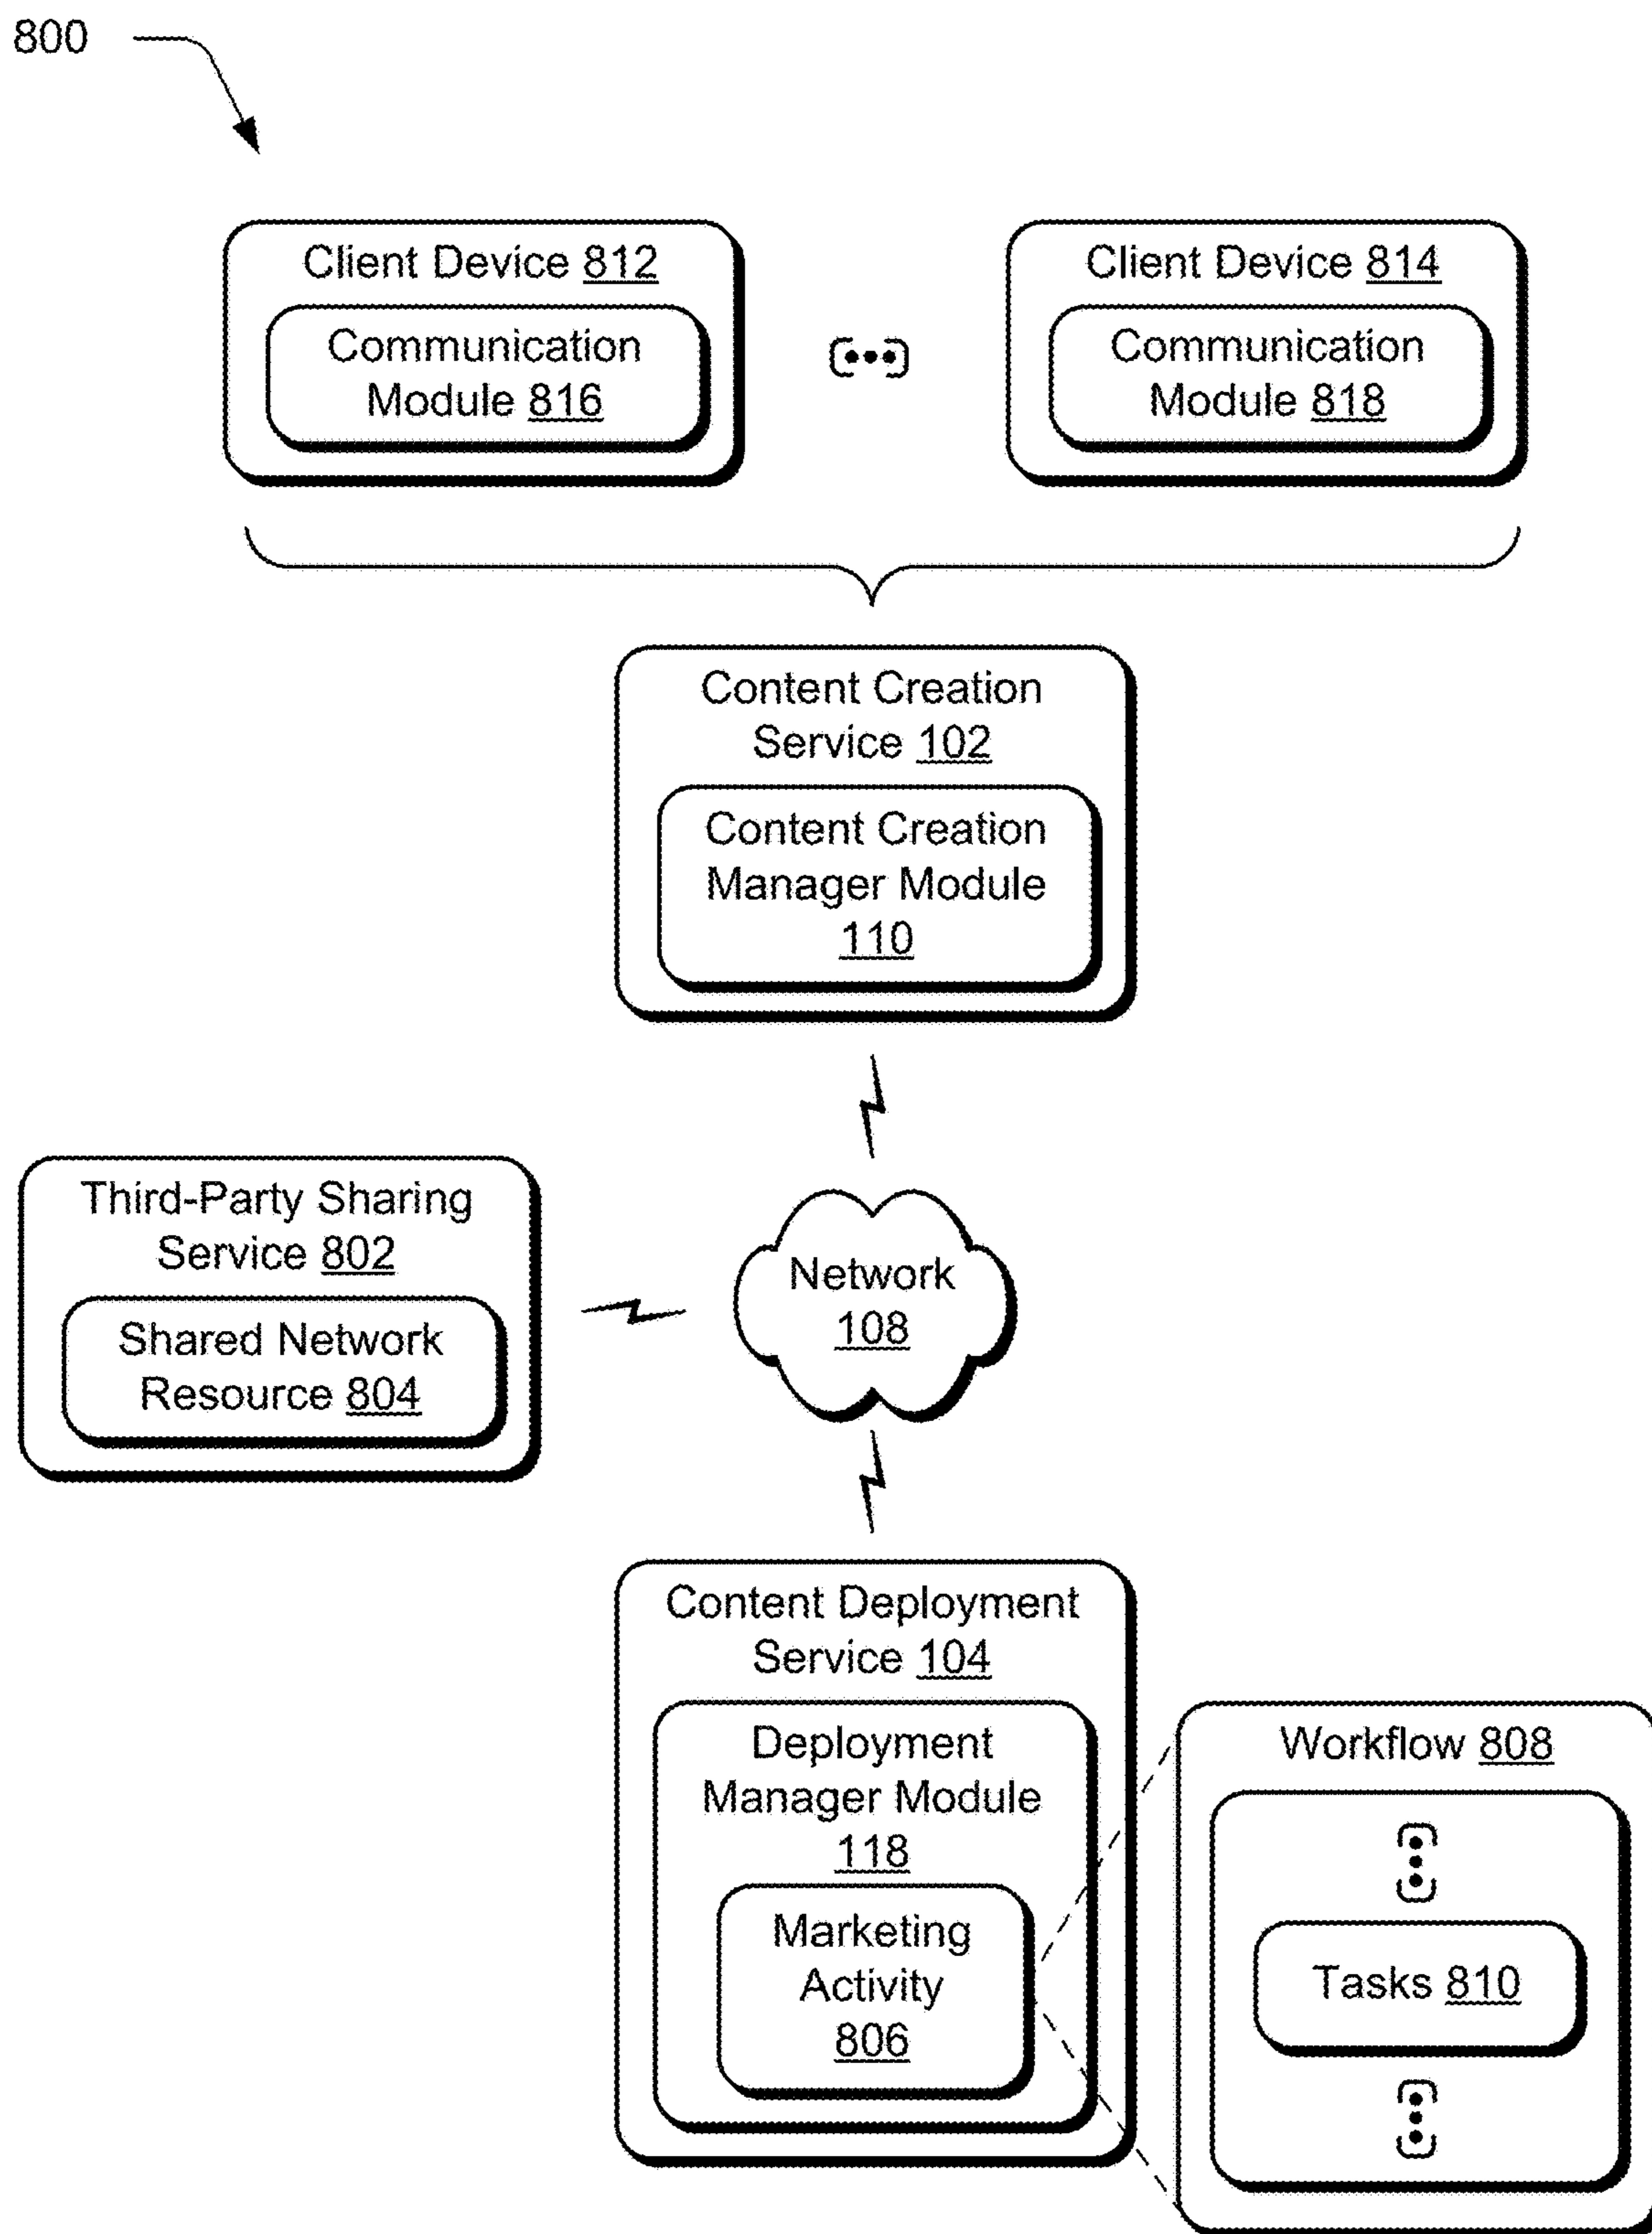 800
Client Device 812
Communication
Module 816
Client Device 814
Communication
Module 818
Content Creation
Service 102
Content Creation
Manager Module
110
Third-Party Sharing
Service 802
Shared Network
Resource 804
Network
108
Content Deployment
Service 104
Deployment
Manager Module
118
Marketing
Activity
806
Workflow 808
Tasks 810